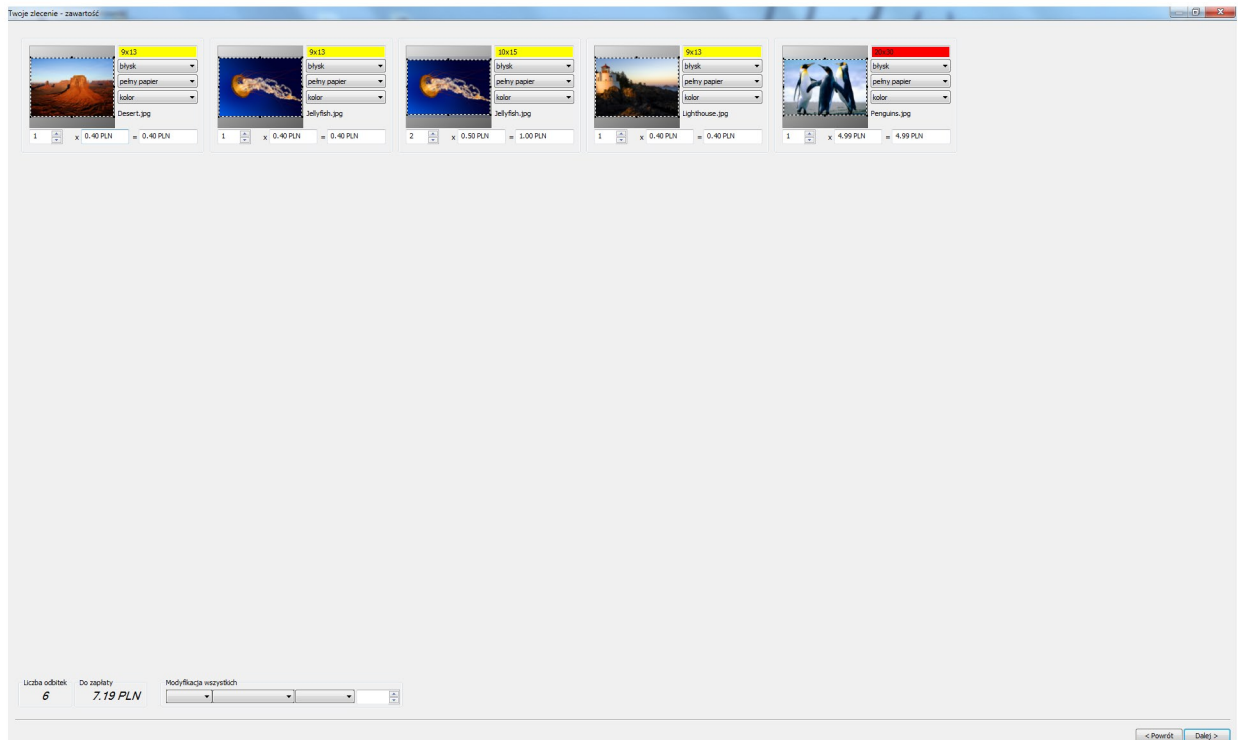 Twoje zlecenie - zawartość
9x13
błysk
pełny papier
kolor
Desert.jpg
1 x 0.40 PLN = 0.40 PLN
9x13
błysk
pełny papier
kolor
Jellyfish.jpg
1 x 0.40 PLN = 0.40 PLN
10x15
błysk
pełny papier
kolor
Jellyfish.jpg
2 x 0.50 PLN = 1.00 PLN
9x13
błysk
pełny papier
kolor
Lighthouse.jpg
1 x 0.40 PLN = 0.40 PLN
20x30
błysk
pełny papier
kolor
Penguins.jpg
1 x 4.99 PLN = 4.99 PLN
Liczba odbitek
6
Do zapłaty
7.19 PLN
Modyfikacja wszystkich
< Powrót
Dalej >